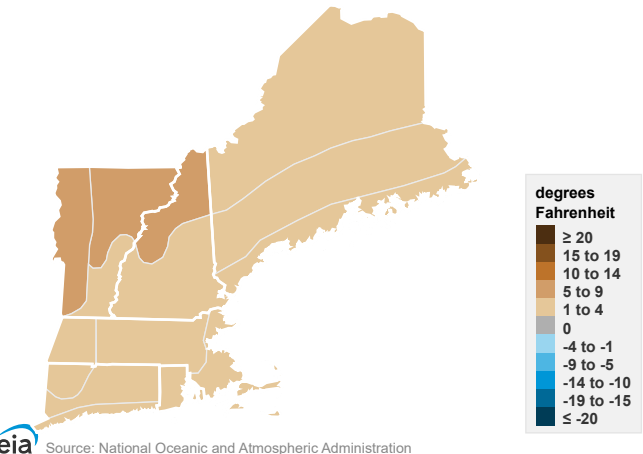 degrees
Fahrenheit
≥ 20
15 to 19
10 to 14
5 to 9
1 to 4
0
-4 to -1
-9 to -5
-14 to -10
-19 to -15
≤ -20
eia Source: National Oceanic and Atmospheric Administration